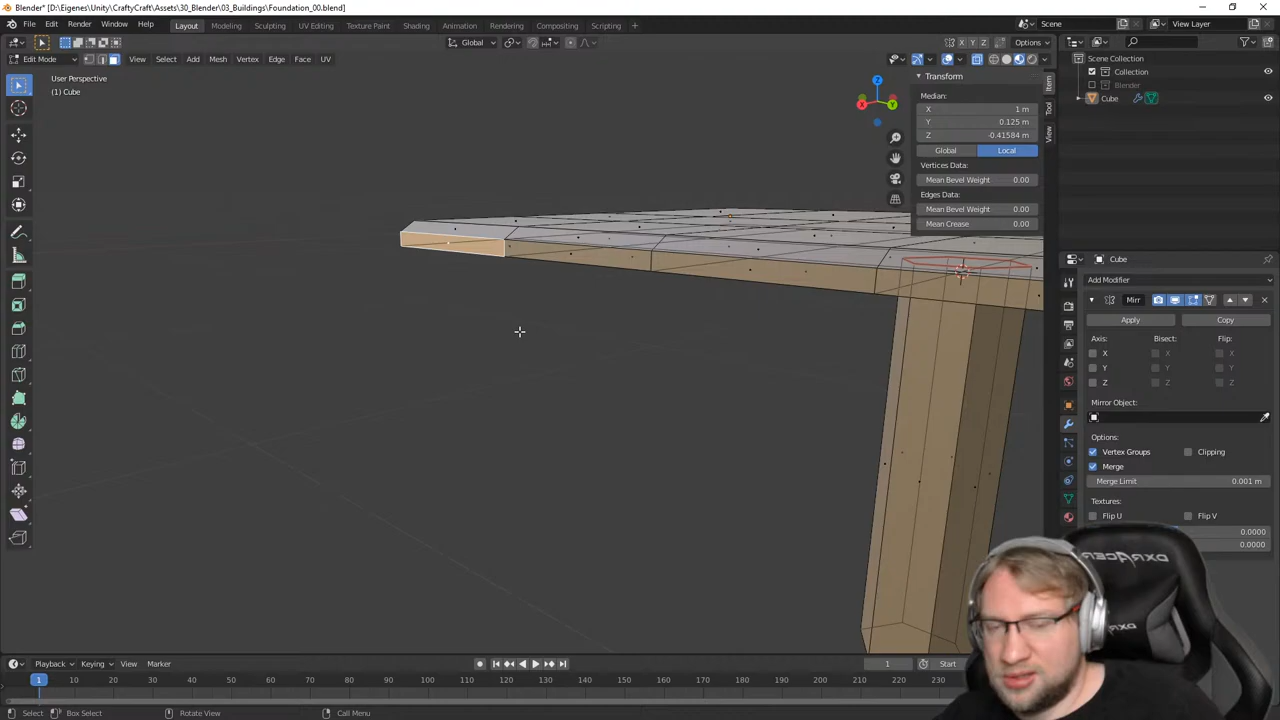 Blender* [D:\Eigenes\Unity\CraftyCraft\Assets\30_Blender\03_Buildings\Foundation_00.blend]
File Edit Render Window Help Layout Modeling Sculpting UV Editing Texture Paint Shading Animation Rendering Compositing Scripting + Scene View Layer
Global X Y Z Options
Edit Mode View Select Add Mesh Vertex Edge Face UV
User Perspective
(1) Cube
Transform
Median:
X 1 m
Y 0.125 m
Z -0.41584 m
Global Local
Vertices Data:
Mean Bevel Weight 0.00
Edges Data:
Mean Bevel Weight 0.00
Mean Crease 0.00
Item
Tool
View
X Y Z
Scene Collection
Collection
Blender
Cube
Cube
Add Modifier
Mirr
Apply Copy
Axis: Bisect: Flip:
X X X
Y Y Y
Z Z Z
Mirror Object:
Options:
Vertex Groups Clipping
Merge
Merge Limit 0.001 m
Textures:
Flip U Flip V
0.0000
0.0000
DXRACER
Playback Keying View Marker 1 Start
1 10 20 30 40 50 60 70 80 90 100 110 120 130 140 150 160 170 180 190 200 210 220 230
Select Box Select Rotate View Call Menu